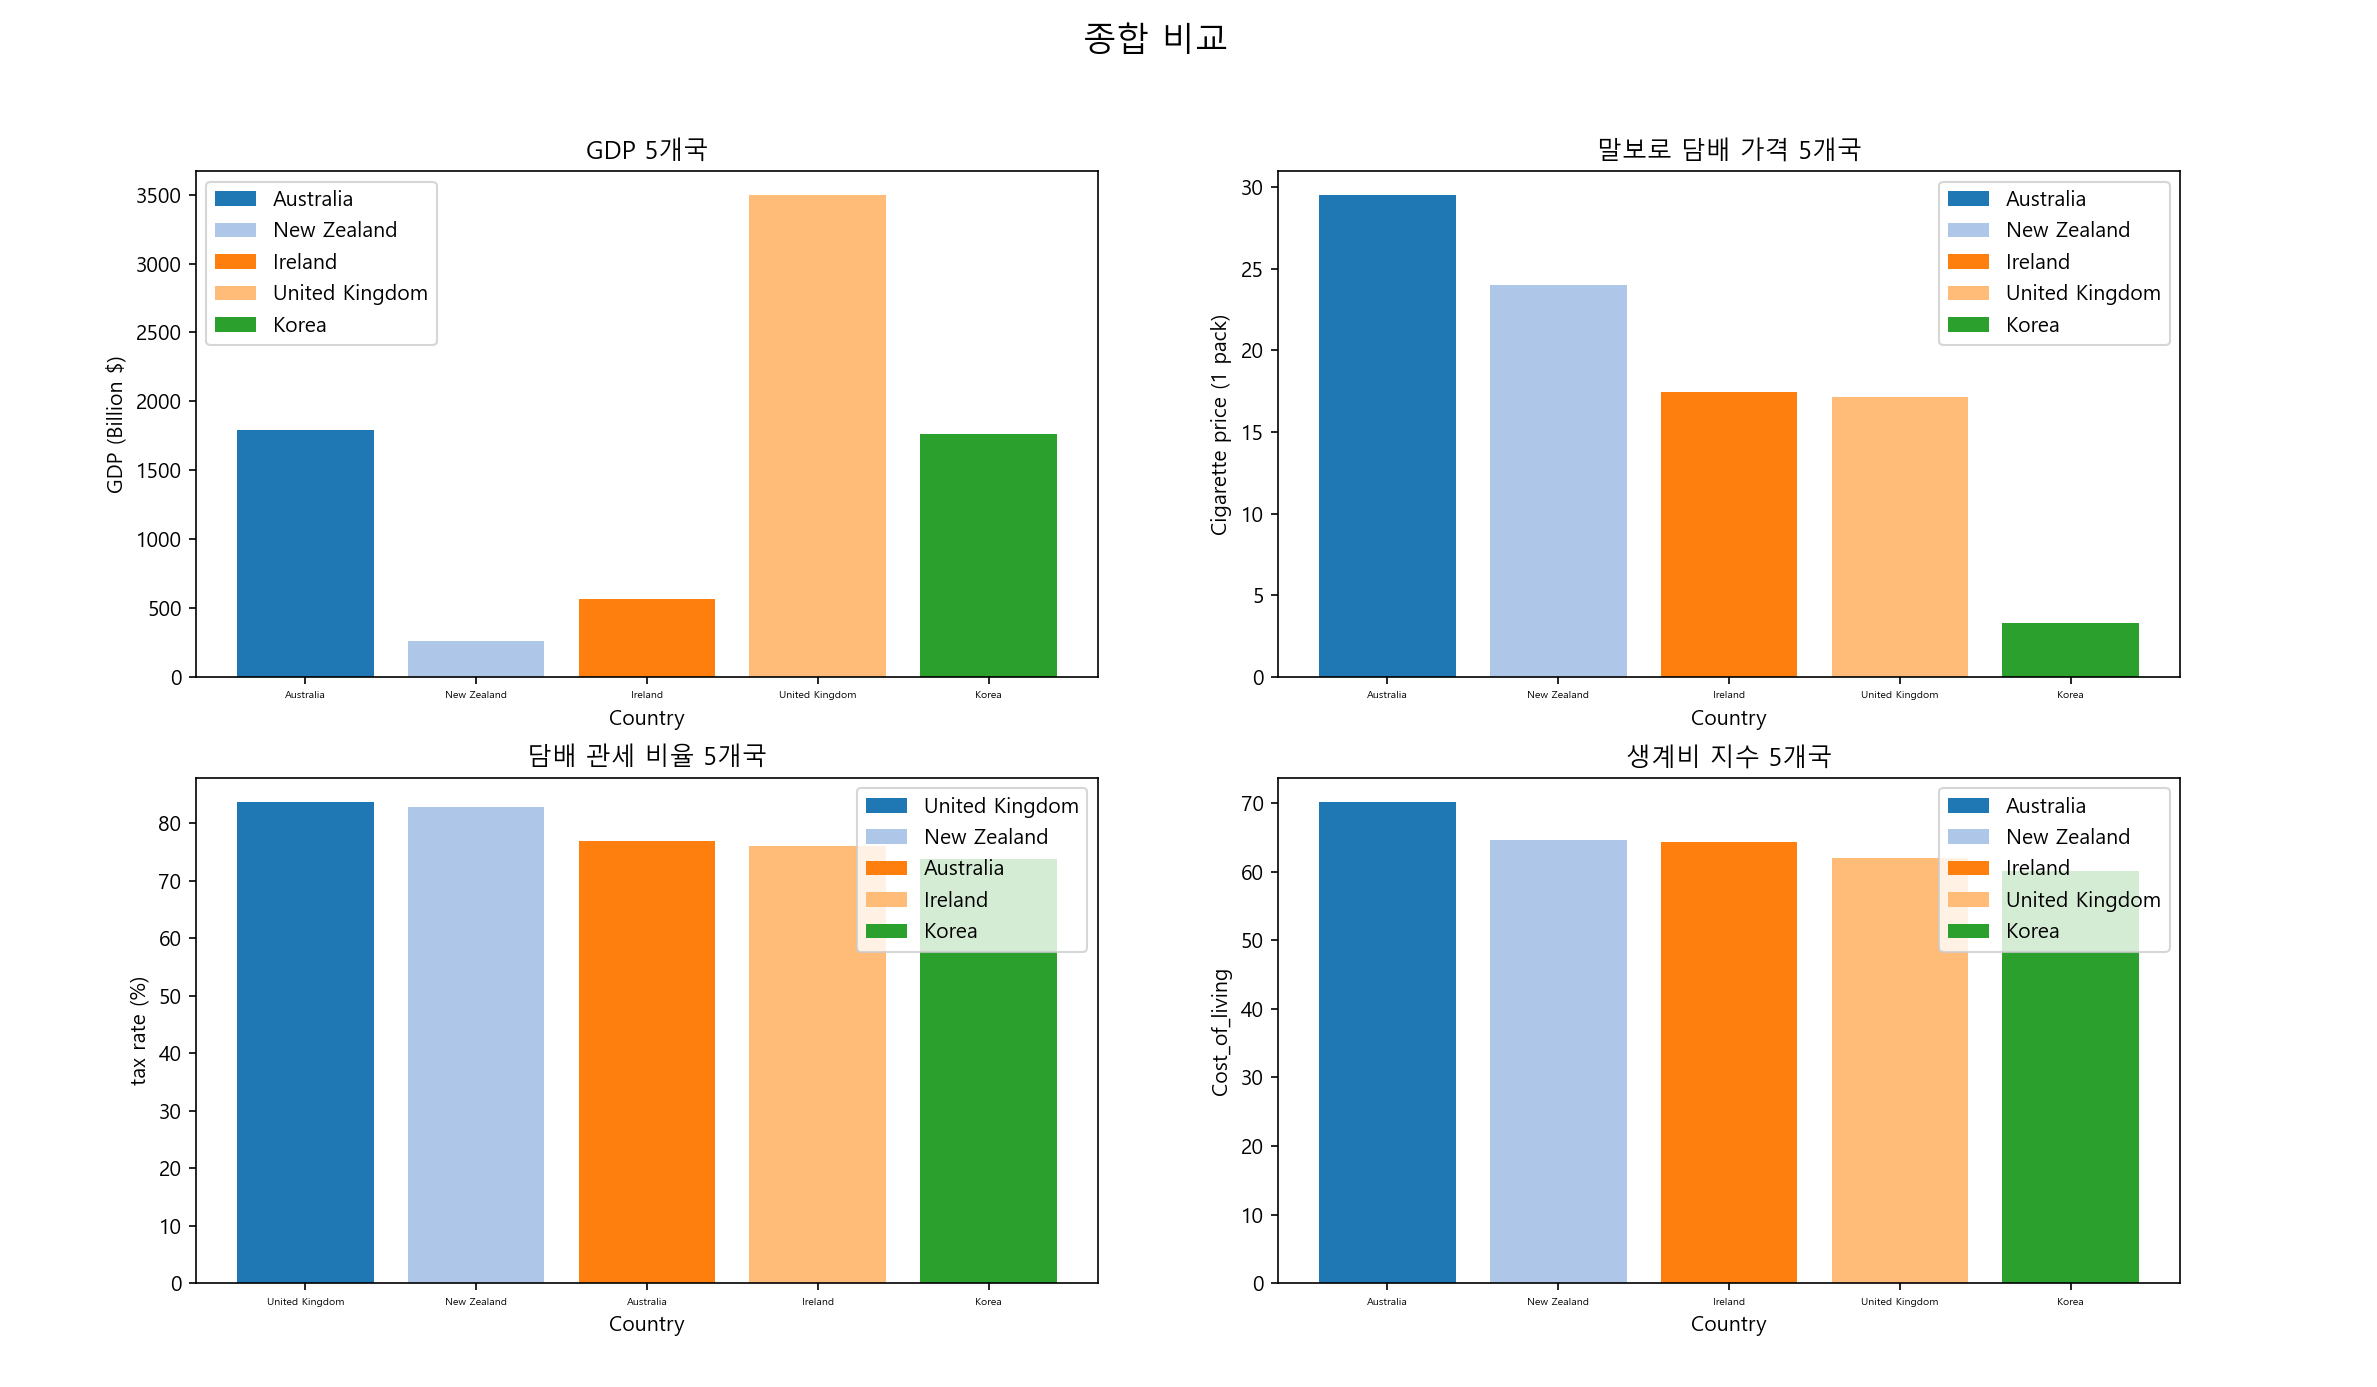 종합 비교
GDP 5개국
GDP (Billion $)
3500
3000
2500
2000
1500
1000
500
0
Australia
New Zealand
Ireland
United Kingdom
Korea
Australia
New Zealand
Ireland
United Kingdom
Korea
Country
말보로 담배 가격 5개국
Cigarette price (1 pack)
30
25
20
15
10
5
0
Australia
New Zealand
Ireland
United Kingdom
Korea
Australia
New Zealand
Ireland
United Kingdom
Korea
Country
담배 관세 비율 5개국
tax rate (%)
80
70
60
50
40
30
20
10
0
United Kingdom
New Zealand
Australia
Ireland
Korea
United Kingdom
New Zealand
Australia
Ireland
Korea
Country
생계비 지수 5개국
Cost_of_living
70
60
50
40
30
20
10
0
Australia
New Zealand
Ireland
United Kingdom
Korea
Australia
New Zealand
Ireland
United Kingdom
Korea
Country